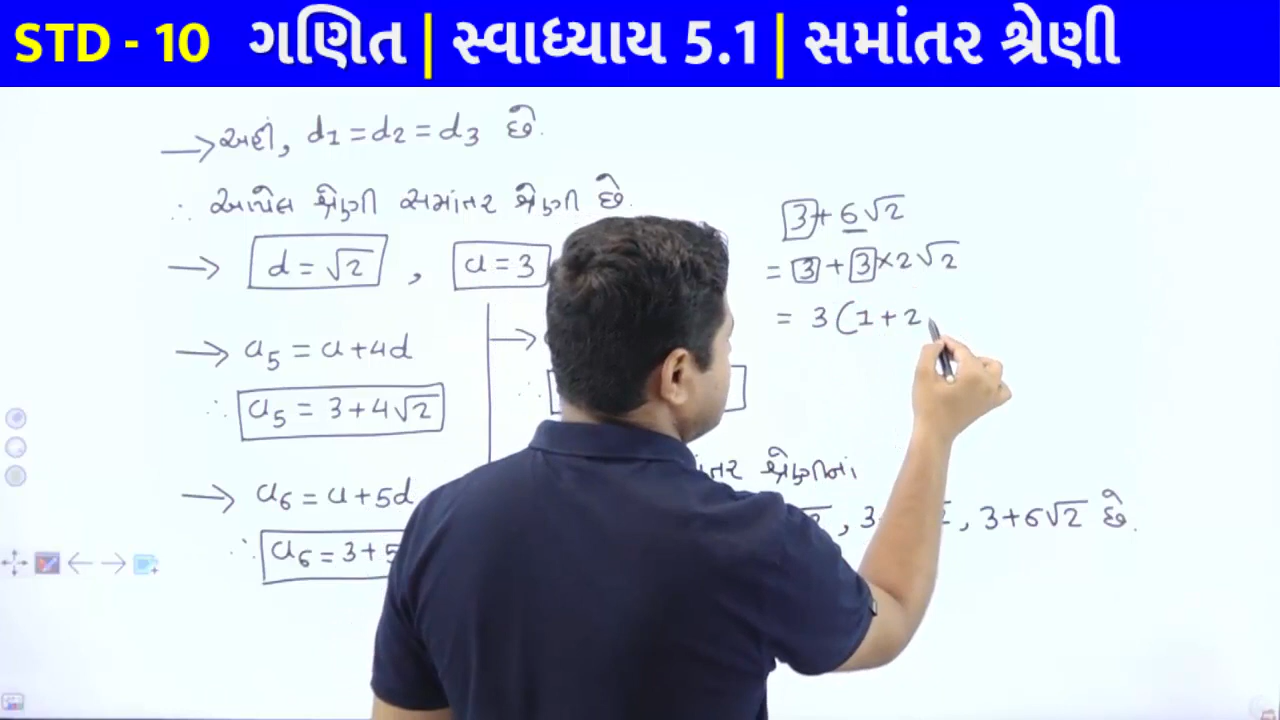 STD - 10 ગણિત | સ્વાધ્યાય 5.1 | સમાંતર શ્રેણી
→ અહીં, d1 = d2 = d3 છે.
∴ આપેલ શ્રેણી સમાંતર શ્રેણી છે.
→ d = √2 , a = 3
→ a5 = a + 4d
∴ a5 = 3 + 4√2
→ a6 = a + 5d
∴ a6 = 3 + 5
→
∴
શ્રેણીનાં
, 3 + 6√2 છે.
3 + 6√2
= 3 + 3 × 2√2
= 3 (1 + 2